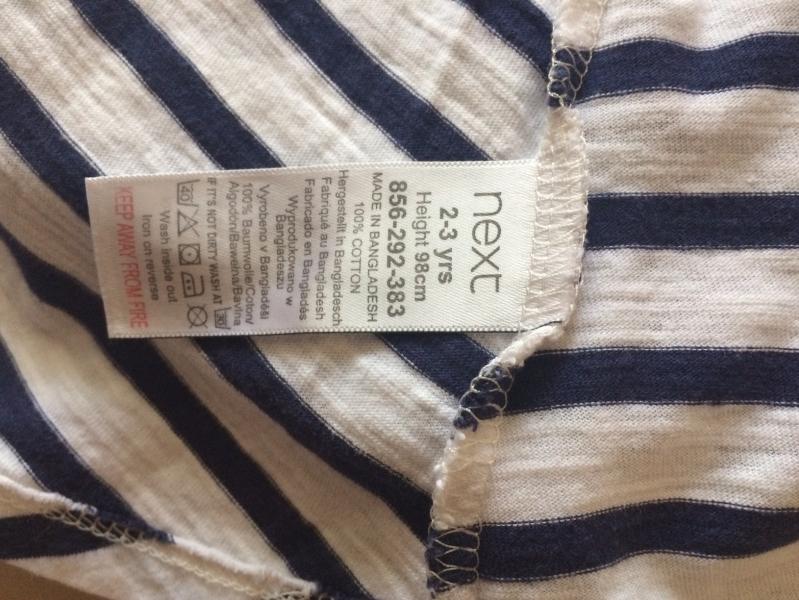 next
2-3 yrs
Height 98cm
856-292-383
MADE IN BANGLADESH
100% COTTON
Hergestellt in Bangladesch
Fabriqué au Bangladesh
Fabricado en Bangladés
Wyprodukowano w
Bangladeszu
Vyrobeno v Bangladéši
100% Baumwolle/Coton/
Algodón/Bawełna/Bavlna
IF IT'S NOT DIRTY WASH AT 30
40
Wash inside out
Iron on reverse
KEEP AWAY FROM FIRE